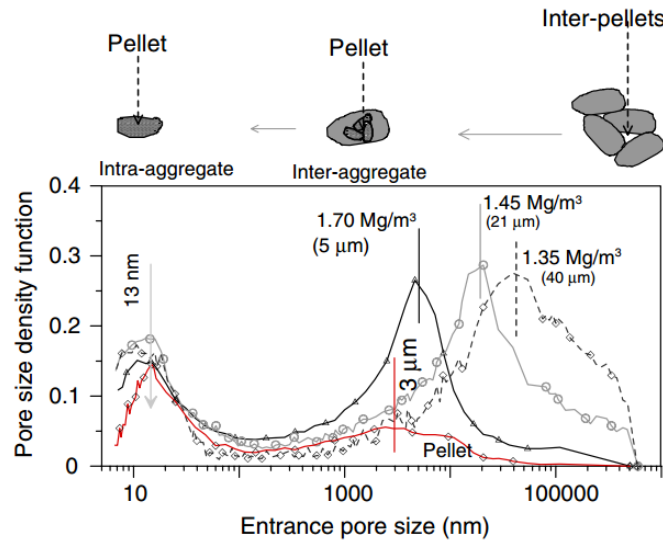 Inter-pellets
Pellet
Pellet
Intra-aggregate
Inter-aggregate
0.4
0.3
0.2
0.1
0
Pore size density function
13 nm
1.70 Mg/m³
(5 μm)
1.45 Mg/m³
(21 μm)
1.35 Mg/m³
(40 μm)
3 μm
Pellet
10
1000
100000
Entrance pore size (nm)